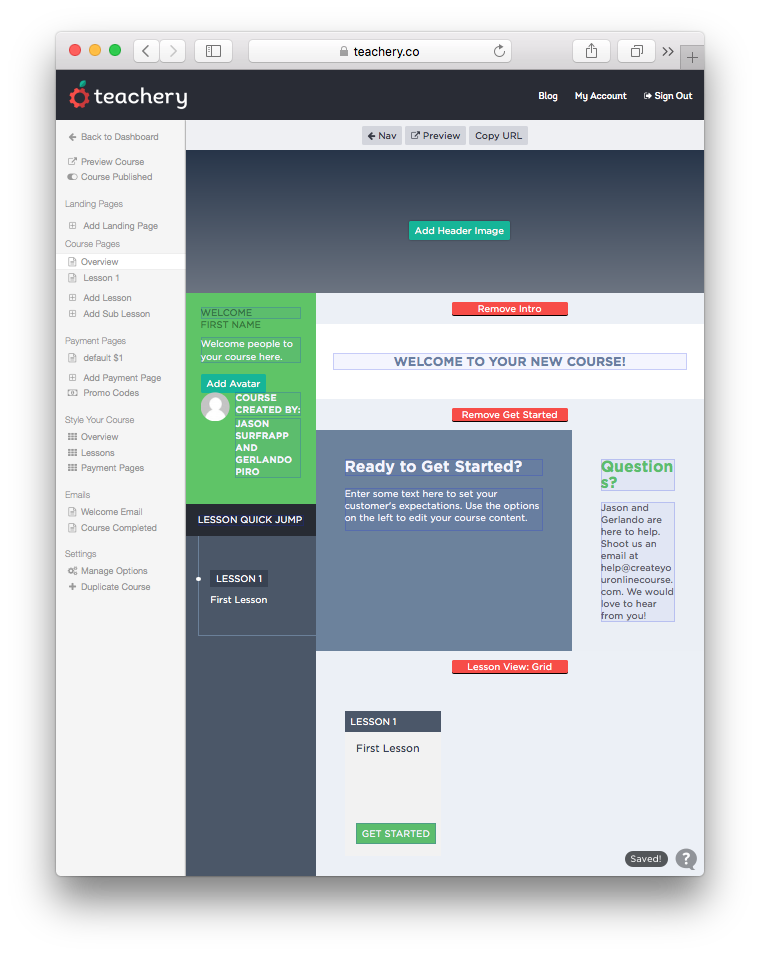 teachery.co
teachery
Blog
My Account
Sign Out
Back to Dashboard
Preview Course
Course Published
Landing Pages
Add Landing Page
Course Pages
Overview
Lesson 1
Add Lesson
Add Sub Lesson
Payment Pages
default $1
Add Payment Page
Promo Codes
Style Your Course
Overview
Lessons
Payment Pages
Emails
Welcome Email
Course Completed
Settings
Manage Options
Duplicate Course
Nav
Preview
Copy URL
Add Header Image
WELCOME
FIRST NAME
Welcome people to
your course here.
Add Avatar
COURSE
CREATED BY:
JASON
SURFRAPP
AND
GERLANDO
PIRO
LESSON QUICK JUMP
LESSON 1
First Lesson
Remove Intro
WELCOME TO YOUR NEW COURSE!
Remove Get Started
Ready to Get Started?
Enter some text here to set your
customer's expectations. Use the options
on the left to edit your course content.
Question
s?
Jason and
Gerlando are
here to help.
Shoot us an
email at
help@createyo
uronlinecourse.
com. We would
love to hear
from you!
Lesson View: Grid
LESSON 1
First Lesson
GET STARTED
Saved!
?